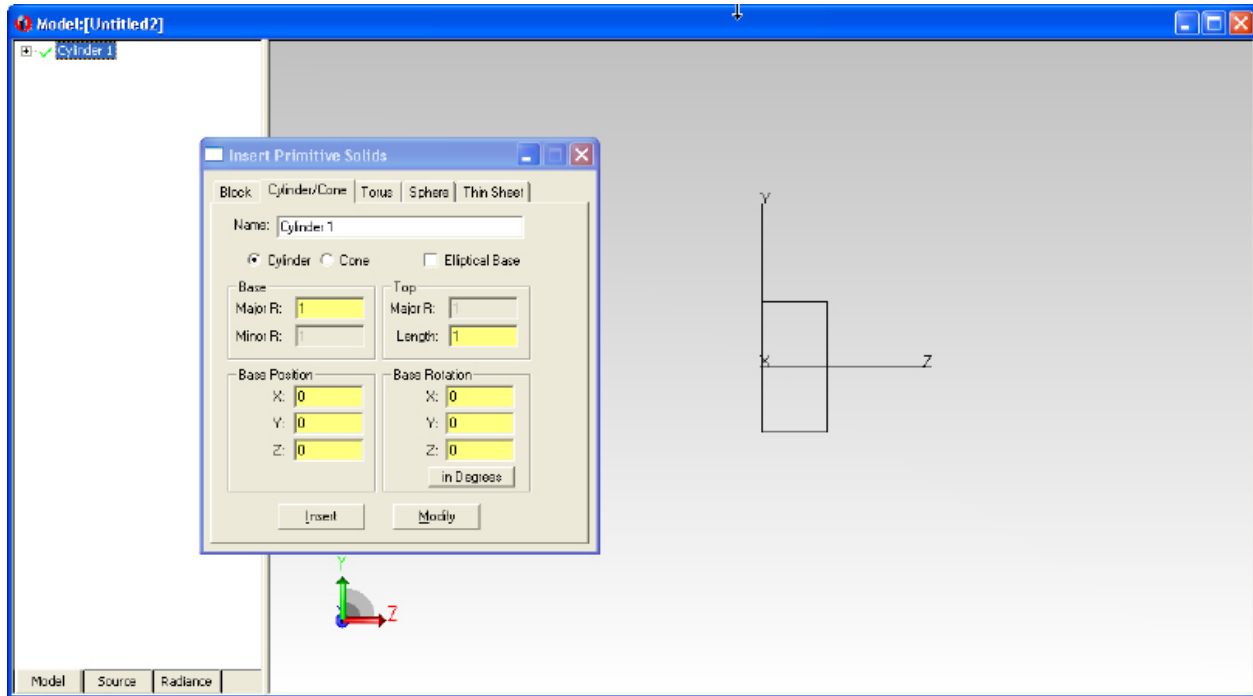 Model:[Untitled2]
Cylinder 1
Insert Primitive Solids
Block Cylinder/Cone Torus Sphere Thin Sheet
Name: Cylinder 1
Cylinder Cone Elliptical Base
Base Top
Major R: 1 Major R: 1
Minor R: 1 Length: 1
Base Position Base Rotation
X: 0 X: 0
Y: 0 Y: 0
Z: 0 Z: 0
in Degrees
Insert Modify
Y
X Z
Y
Z
Model Source Radiance